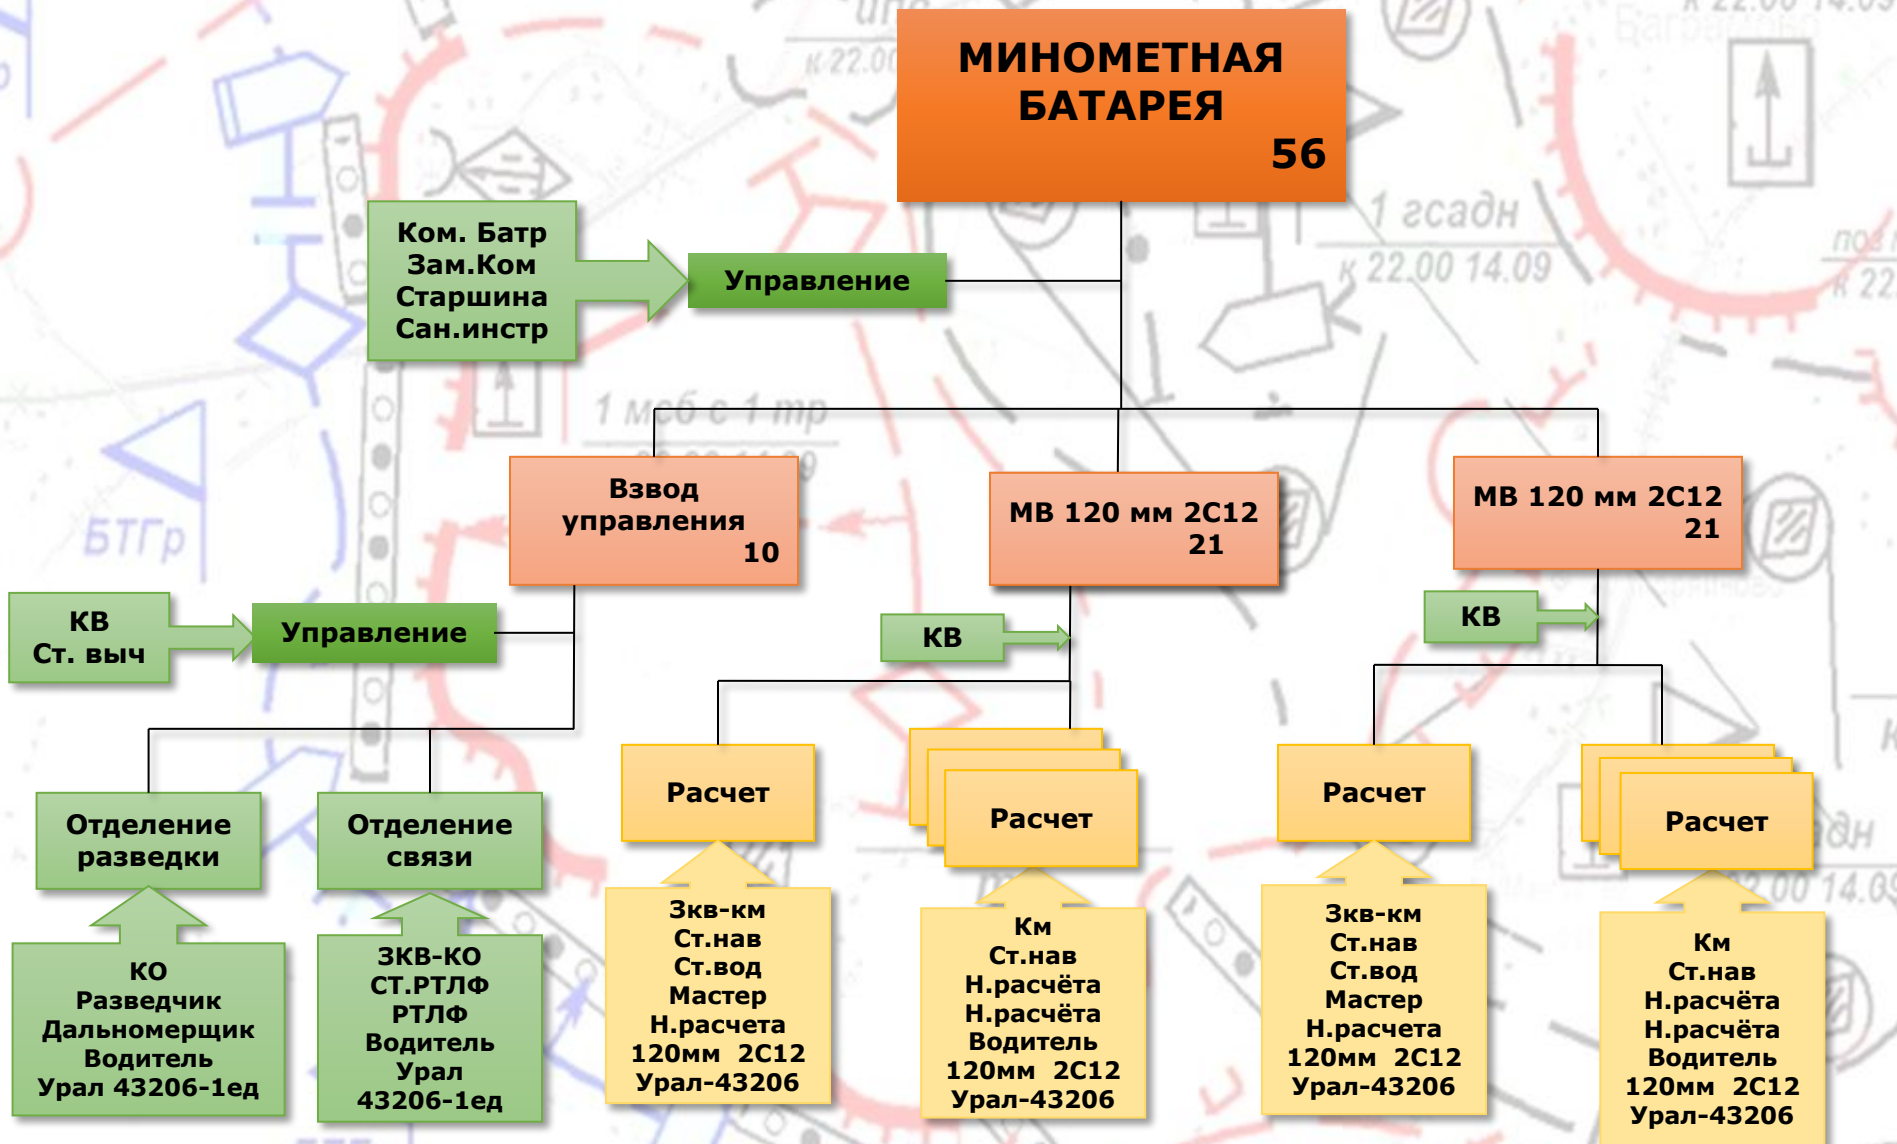 МИНОМЕТНАЯ
БАТАРЕЯ
56
Ком. Батр
Зам.Ком
Старшина
Сан.инстр
Управление
1 гсадн
к 22.00 14.09
к 22.00
1 мсб с 1 тр
БТГр
Взвод
управления
10
МВ 120 мм 2С12
21
МВ 120 мм 2С12
21
КВ
Ст. выч
Управление
КВ
КВ
Отделение
разведки
Отделение
связи
Расчет
Расчет
Расчет
Расчет
КО
Разведчик
Дальномерщик
Водитель
Урал 43206-1ед
ЗКВ-КО
СТ.РТЛФ
РТЛФ
Водитель
Урал
43206-1ед
Зкв-км
Ст.нав
Ст.вод
Мастер
Н.расчета
120мм  2С12
Урал-43206
Км
Ст.нав
Н.расчёта
Н.расчёта
Водитель
120мм  2С12
Урал-43206
Зкв-км
Ст.нав
Ст.вод
Мастер
Н.расчета
120мм  2С12
Урал-43206
Км
Ст.нав
Н.расчёта
Н.расчёта
Водитель
120мм  2С12
Урал-43206